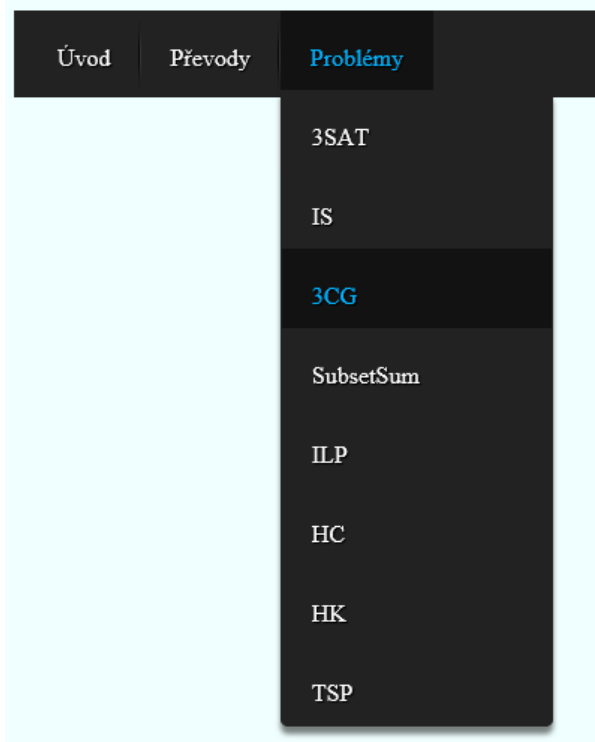 Úvod Převody Problémy
3SAT
IS
3CG
SubsetSum
ILP
HC
HK
TSP